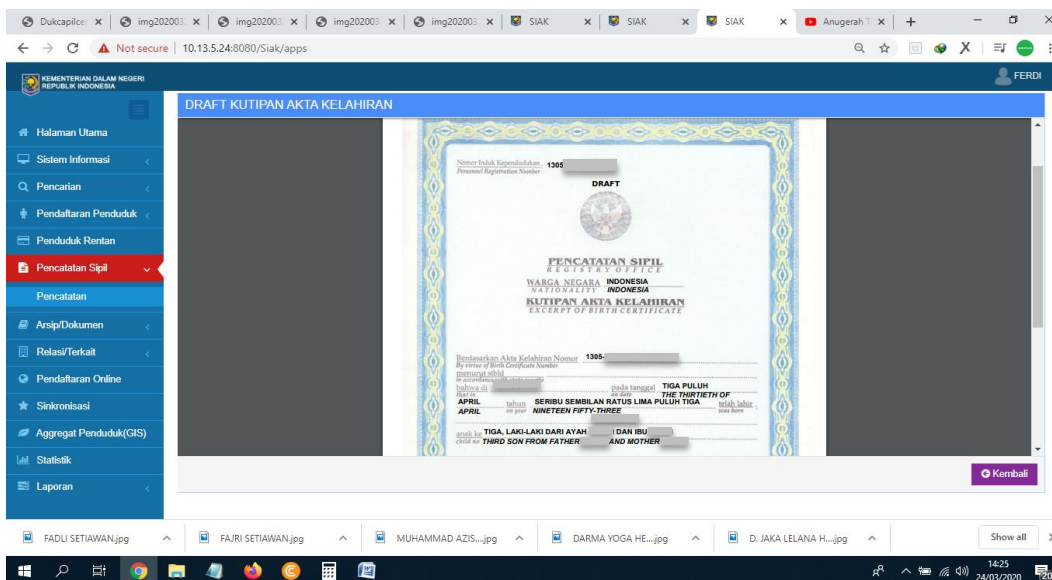 Dukcapilcer
img202003
img202003
img202003
img202003
SIAK
SIAK
SIAK
Anugerah T
Not secure | 10.13.5.24:8080/Siak/apps
KEMENTERIAN DALAM NEGERI
REPUBLIK INDONESIA
FERDI
DRAFT KUTIPAN AKTA KELAHIRAN
Halaman Utama
Sistem Informasi
Pencarian
Pendaftaran Penduduk
Penduduk Rentan
Pencatatan Sipil
Pencatatan
Arsip/Dokumen
Relasi/Terkait
Pendaftaran Online
Sinkronisasi
Aggregat Penduduk(GIS)
Statistik
Laporan
Nomor Induk Kependudukan 1305
Personnel Registration Number
DRAFT
PENCATATAN SIPIL
REGISTRY OFFICE
WARGA NEGARA INDONESIA
NATIONALITY INDONESIA
KUTIPAN AKTA KELAHIRAN
EXCERPT OF BIRTH CERTIFICATE
Berdasarkan Akta Kelahiran Nomor 1305-
By virtue of Birth Certificate Number
menurut stbld
bahwa di pada tanggal TIGA PULUH
that in on date THE THIRTIETH OF
APRIL tahun SERIBU SEMBILAN RATUS LIMA PULUH TIGA telah lahir :
APRIL on year NINETEEN FIFTY-THREE was born
anak ke TIGA, LAKI-LAKI DARI AYAH I DAN IBU
child no THIRD SON FROM FATHER AND MOTHER
Kembali
FADLI SETIAWAN.jpg
FAJRI SETIAWAN.jpg
MUHAMMAD AZIS....jpg
DARMA YOGA HE....jpg
D. JAKA LELANA H....jpg
Show all
14:25
24/03/2020